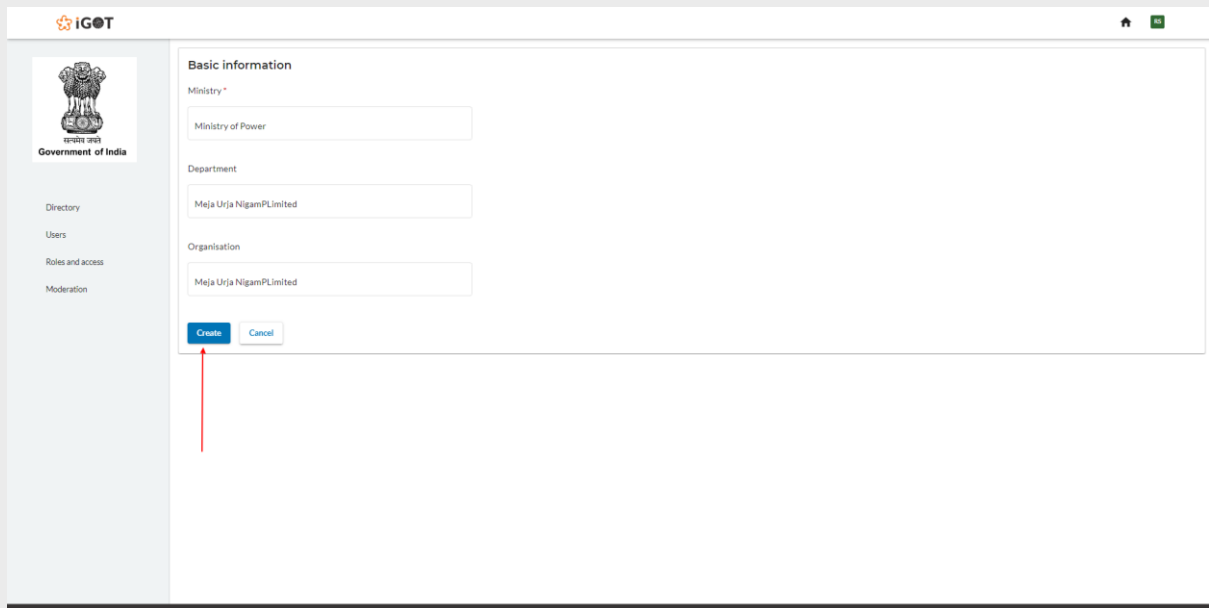 iGOT
RS
सत्यमेव जयते
Government of India
Directory
Users
Roles and access
Moderation
Basic information
Ministry *
Ministry of Power
Department
Meja Urja NigamPLimited
Organisation
Meja Urja NigamPLimited
Create Cancel